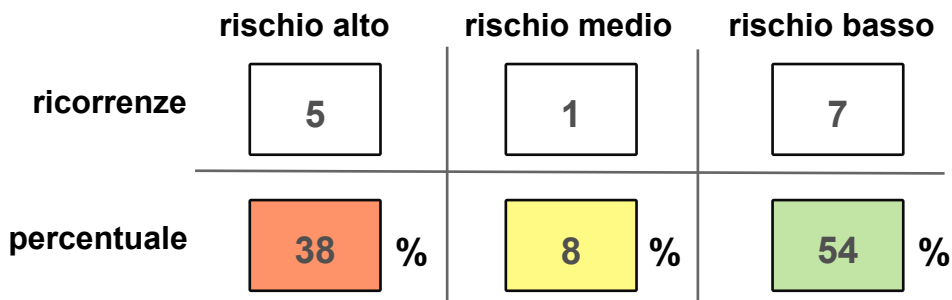 rischio alto rischio medio rischio basso
ricorrenze 5 1 7
percentuale 38 % 8 % 54 %